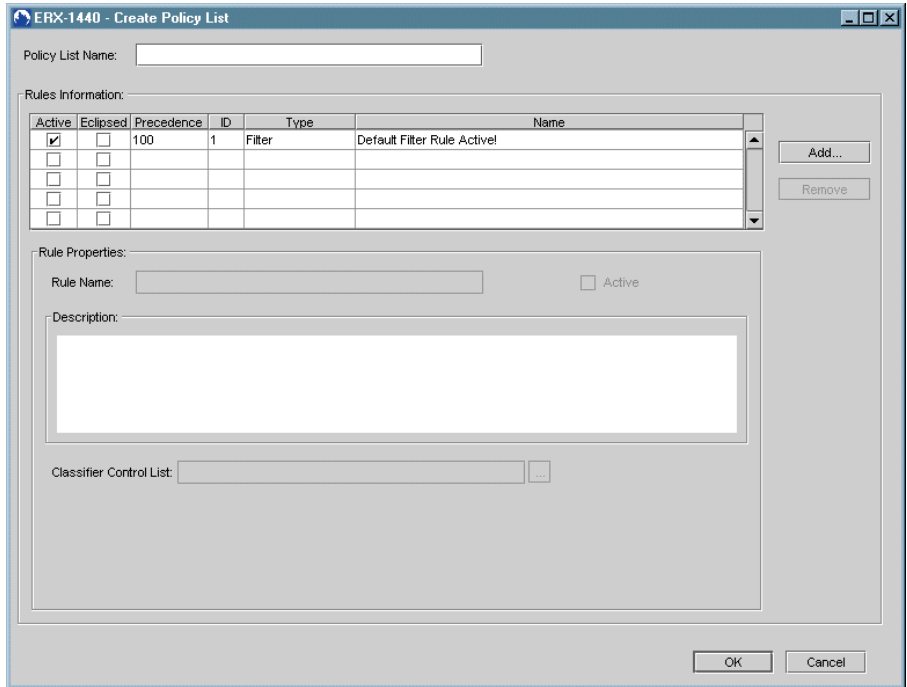 ERX-1440 - Create Policy List
Policy List Name:
Rules Information:
Active Eclipsed Precedence ID Type Name
100 1 Filter Default Filter Rule Active!
Add...
Remove
Rule Properties:
Rule Name: Active
Description:
Classifier Control List: ...
OK Cancel